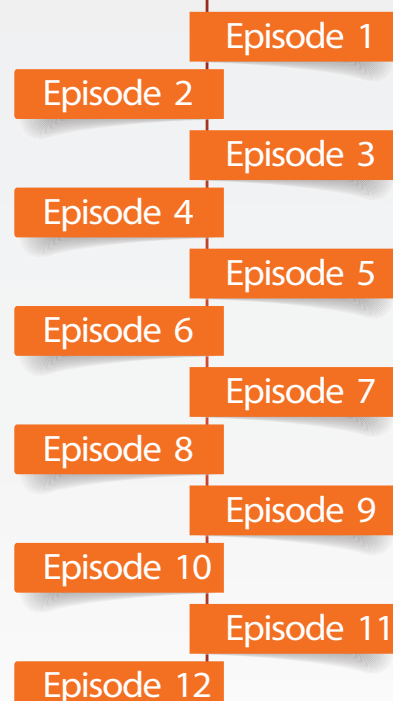 Episode 1
Episode 2
Episode 3
Episode 4
Episode 5
Episode 6
Episode 7
Episode 8
Episode 9
Episode 10
Episode 11
Episode 12